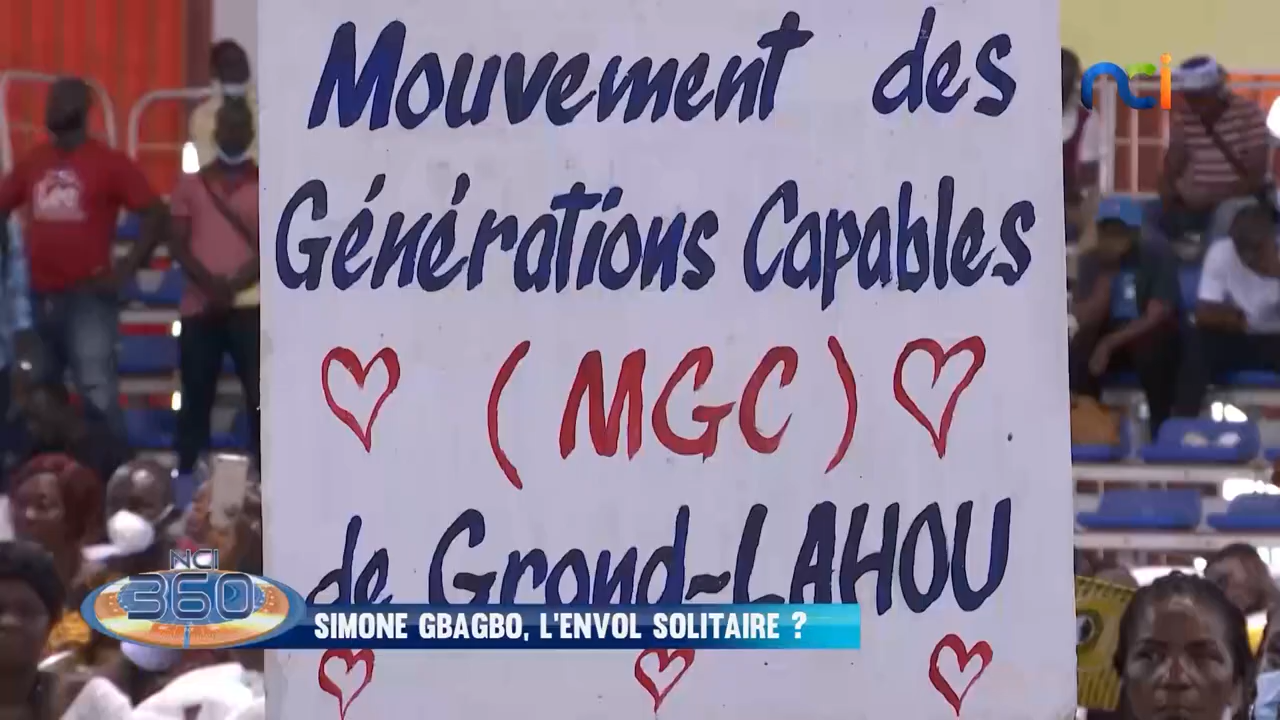 Mouvement des
nci
Générations Capables
(MGC)
de Grand-LAHOU
NCI
360
SIMONE GBAGBO, L'ENVOL SOLITAIRE ?